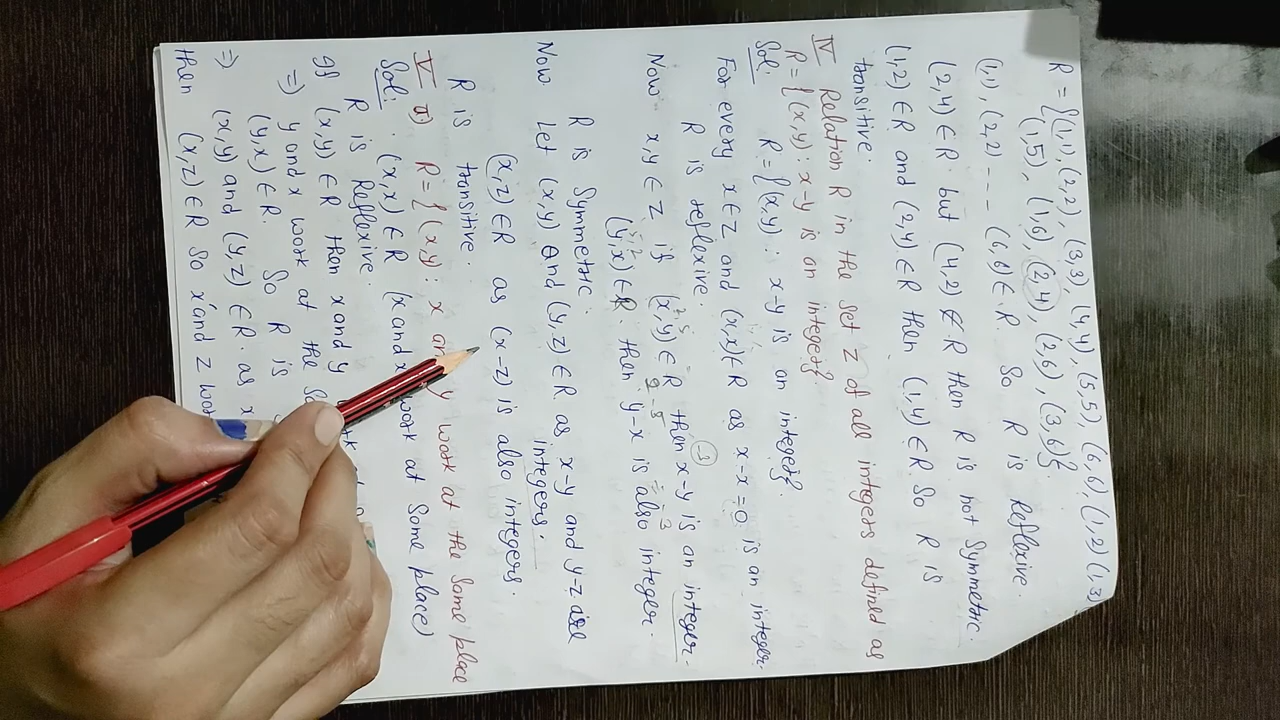 R = {(1,1), (2,2), (3,3), (4,4), (5,5), (6,6), (1,2) (1,3)
(1,5), (1,6), (2,4), (2,6), (3,6)}
(1,1), (2,2) --- (6,6) ∈ R So R is Reflexive.
(2,4) ∈ R but (4,2) ∉ R then R is not Symmetric.
(1,2) ∈ R and (2,4) ∈ R then (1,4) ∈ R So R is
transitive.
IV Relation R in the set Z of all integers defined as
R = {(x,y) : x-y is an integer}
Sol. R = {(x,y) : x-y is an integer}.
For every x ∈ Z and (x,x) ∈ R as x-x = 0 is an integer.
R is reflexive.
Now x,y ∈ Z if (x,y) ∈ R then x-y is an integer.
(y,x) ∈ R. then y-x is also integer.
R is Symmetric.
Now Let (x,y) and (y,z) ∈ R as x-y and y-z are
integers.
(x,z) ∈ R as (x-z) is also integers.
R is transitive.
V a) R = {(x,y) : x an y work at the Same place
Sol. (x,x) ∈ R (x and x work at Same place)
R is Reflexive.
If (x,y) ∈ R then x and y
⇒ y and x work at the
(y,x) ∈ R So R is
⇒ (x,y) and (y,z) ∈ R. as x
then (x,z) ∈ R So x and z